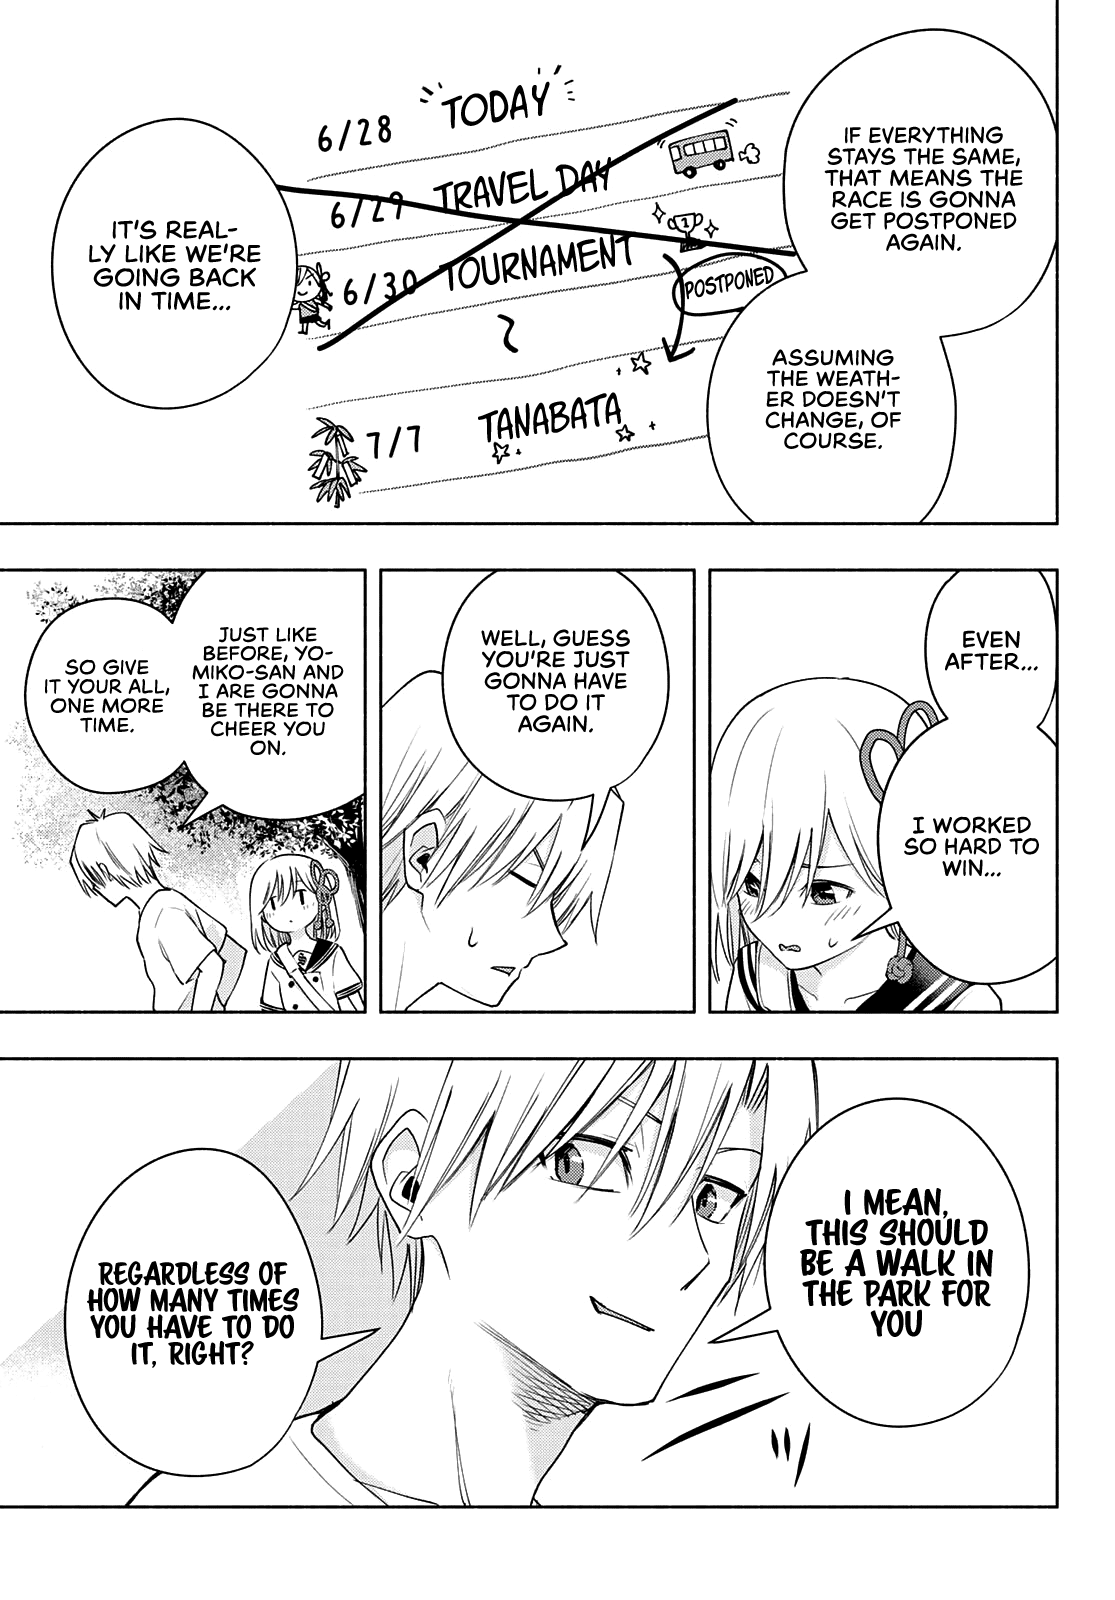 IF EVERYTHING
STAYS THE SAME,
THAT MEANS THE
RACE IS GONNA
GET POSTPONED
AGAIN.
ASSUMING
THE WEATH-
ER DOESN'T
CHANGE, OF
COURSE.
6/28 TODAY
6/29 TRAVEL DAY
6/30 TOURNAMENT
POSTPONED
7/7 TANABATA
IT'S REAL-
LY LIKE WE'RE
GOING BACK
IN TIME...
EVEN
AFTER...
I WORKED
SO HARD TO
WIN...
WELL, GUESS
YOU'RE JUST
GONNA HAVE
TO DO IT
AGAIN.
JUST LIKE
BEFORE, YO-
MIKO-SAN AND
I ARE GONNA
BE THERE TO
CHEER YOU
ON.
SO GIVE
IT YOUR ALL,
ONE MORE
TIME.
I MEAN,
THIS SHOULD
BE A WALK IN
THE PARK FOR
YOU
REGARDLESS OF
HOW MANY TIMES
YOU HAVE TO DO
IT, RIGHT?